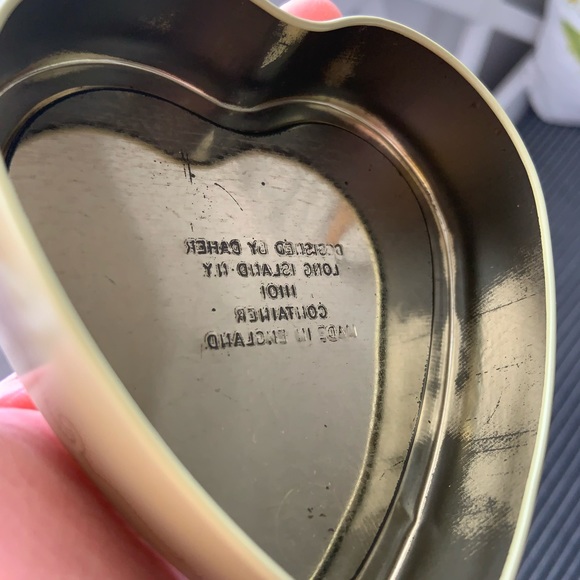 DESIGNED BY DAHER
LONG ISLAND·N.Y.
11101
CONTAINER
MADE IN ENGLAND